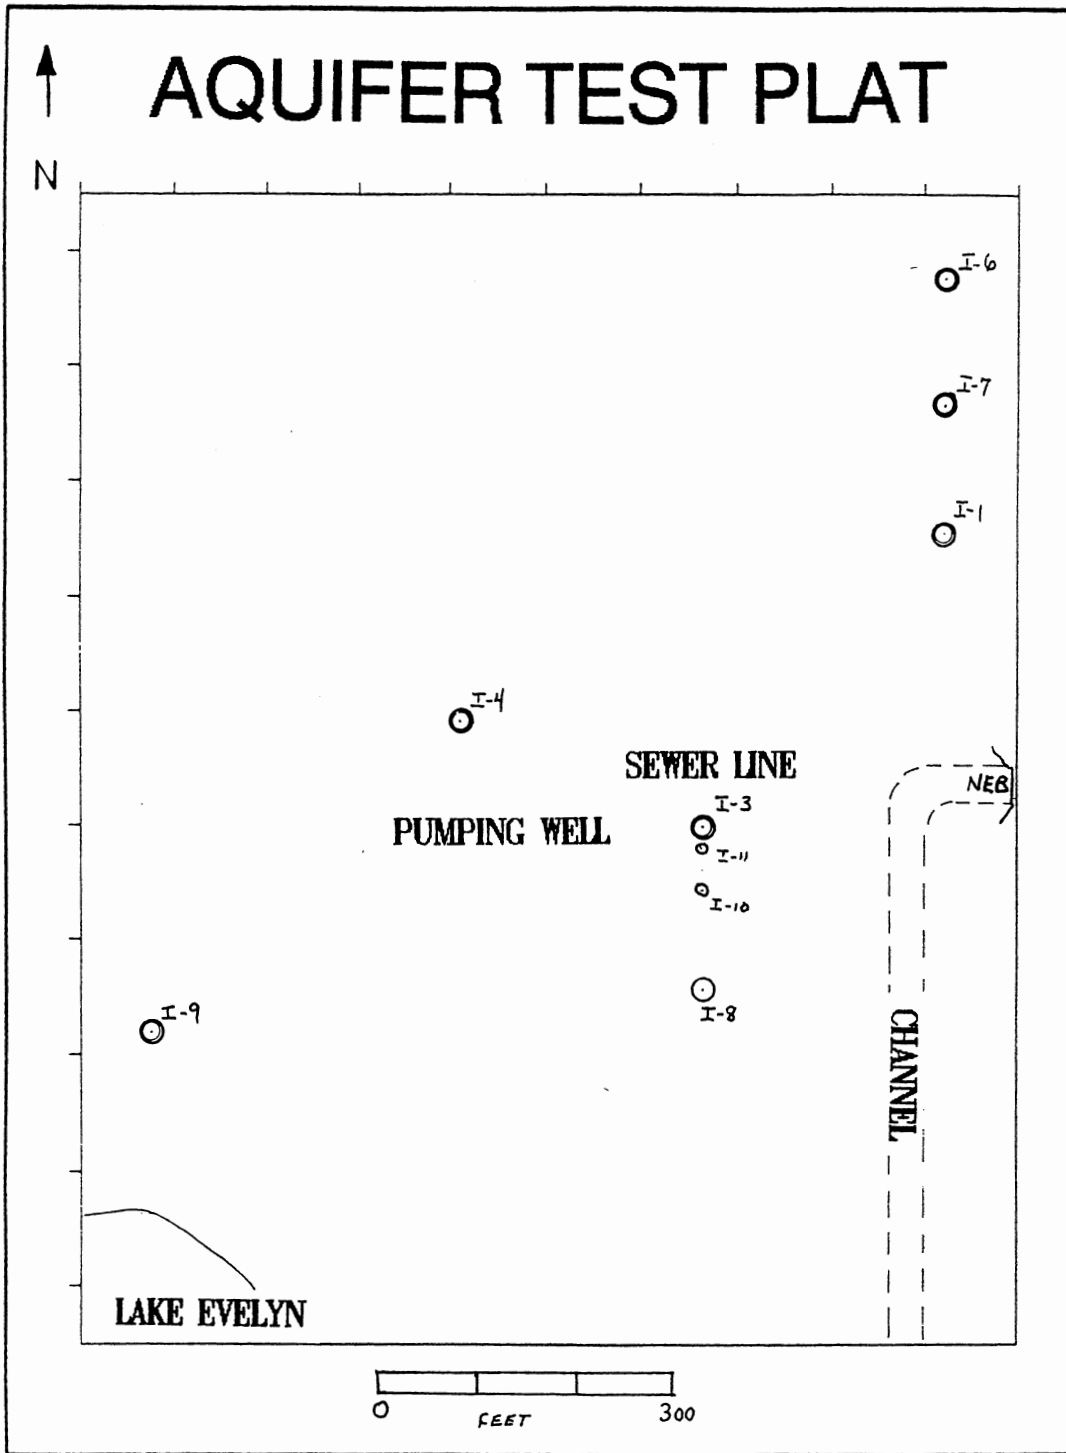 AQUIFER TEST PLAT
N
I-6
I-7
I-1
I-4
SEWER LINE
NEB
I-3
PUMPING WELL
I-11
I-10
I-8
I-9
CHANNEL
LAKE EVELYN
0 300
FEET